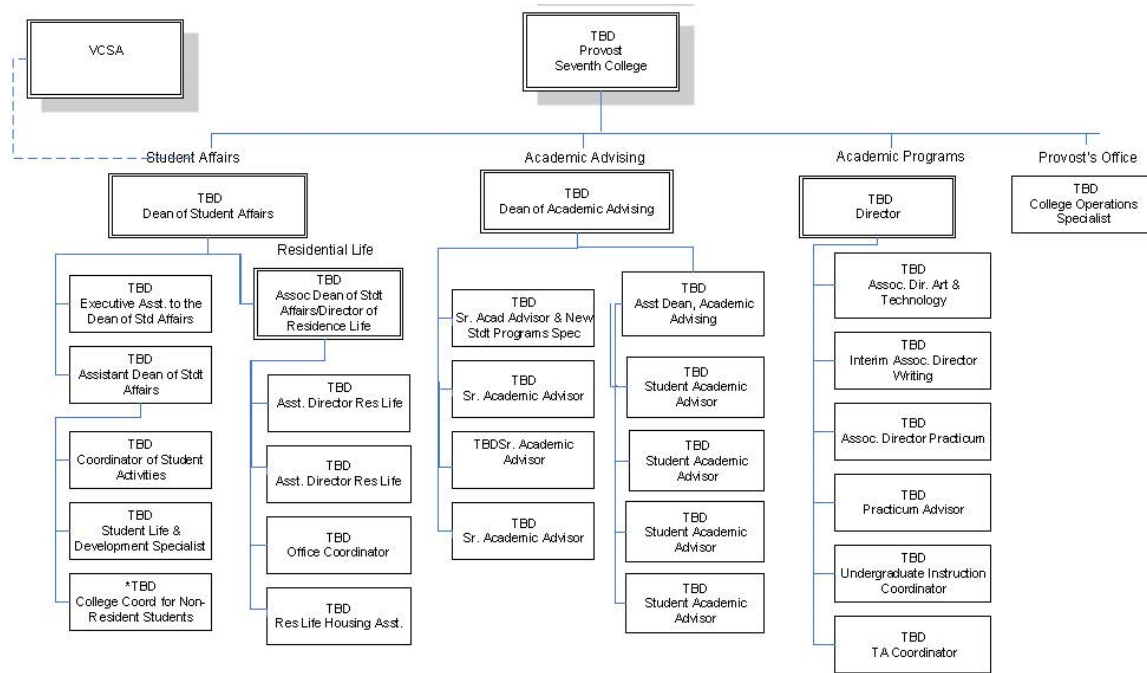 VCSA
TBD
Provost
Seventh College
Student Affairs
Academic Advising
Academic Programs
Provost's Office
TBD
Dean of Student Affairs
TBD
Dean of Academic Advising
TBD
Director
TBD
College Operations
Specialist
Residential Life
TBD
Executive Asst. to the
Dean of Std Affairs
TBD
Assistant Dean of Stdt
Affairs
TBD
Coordinator of Student
Activities
TBD
Student Life &
Development Specialist
*TBD
College Coord for Non-
Resident Students
TBD
Assoc Dean of Stdt
Affairs/Director of
Residence Life
TBD
Asst. Director Res Life
TBD
Asst. Director Res Life
TBD
Office Coordinator
TBD
Res Life Housing Asst.
TBD
Sr. Acad Advisor & New
Stdt Programs Spec
TBD
Sr. Academic Advisor
TBDSr. Academic
Advisor
TBD
Sr. Academic Advisor
TBD
Asst Dean, Academic
Advising
TBD
Student Academic
Advisor
TBD
Student Academic
Advisor
TBD
Student Academic
Advisor
TBD
Student Academic
Advisor
TBD
Assoc. Dir. Art &
Technology
TBD
Interim Assoc. Director
Writing
TBD
Assoc. Director Practicum
TBD
Practicum Advisor
TBD
Undergraduate Instruction
Coordinator
TBD
TA Coordinator